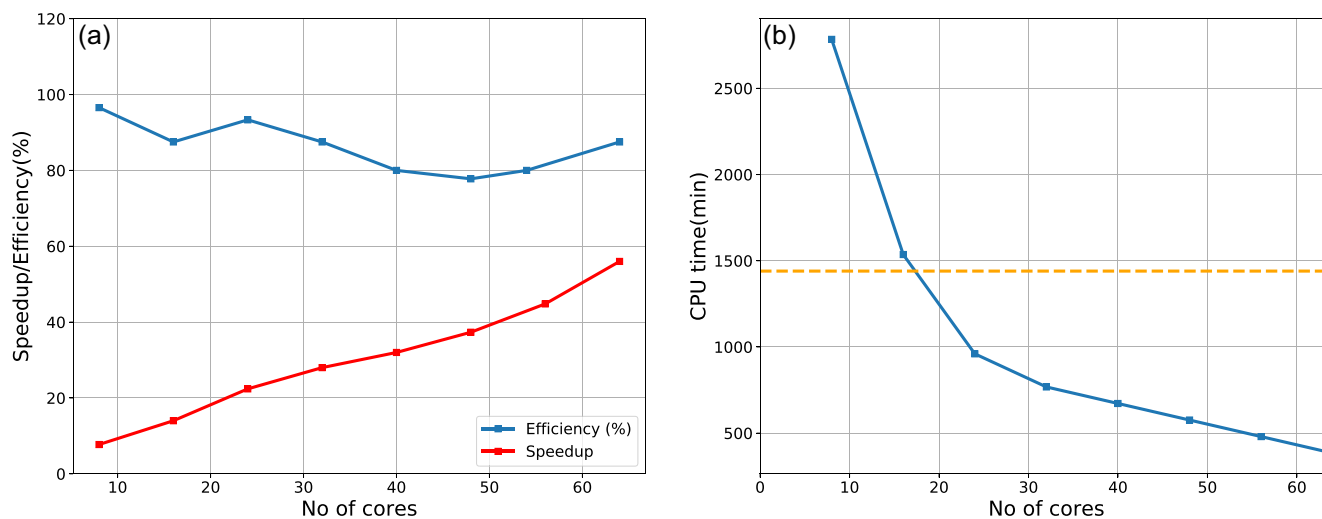 (a)
120
100
80
60
40
20
0
Speedup/Efficiency(%)
10 20 30 40 50 60
No of cores
Efficiency (%)
Speedup
(b)
2500
2000
1500
1000
500
CPU time(min)
0 10 20 30 40 50 60
No of cores